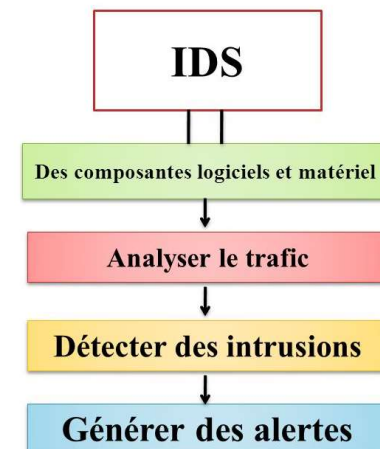 IDS
Des composantes logiciels et matériel
Analyser le trafic
Détecter des intrusions
Générer des alertes